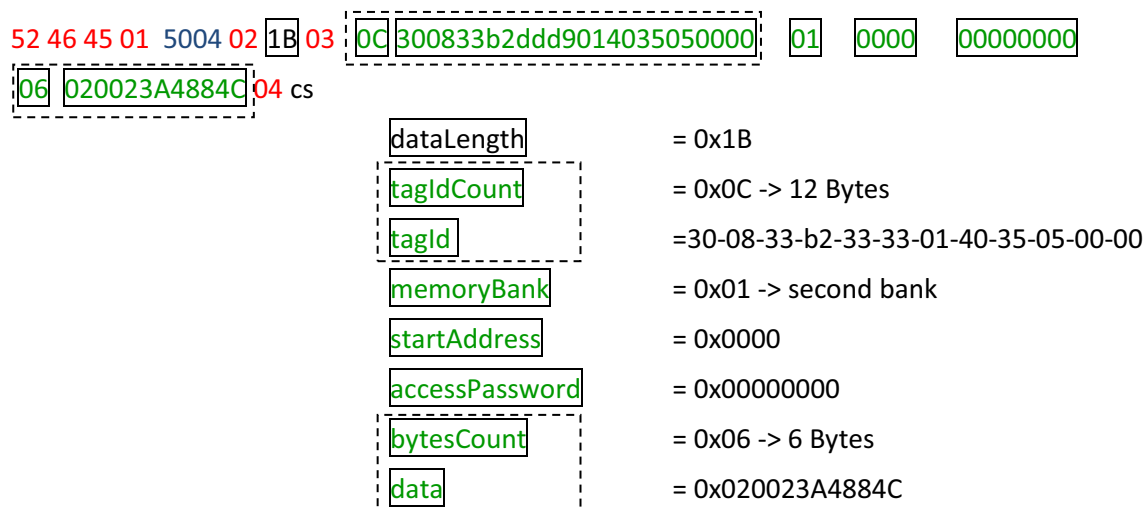 52 46 45 01 5004 02 1B 03 0C 300833b2ddd9014035050000 01 0000 00000000
06 020023A4884C 04 cs
dataLength = 0x1B
tagIdCount = 0x0C -> 12 Bytes
tagId =30-08-33-b2-33-33-01-40-35-05-00-00
memoryBank = 0x01 -> second bank
startAddress = 0x0000
accessPassword = 0x00000000
bytesCount = 0x06 -> 6 Bytes
data = 0x020023A4884C